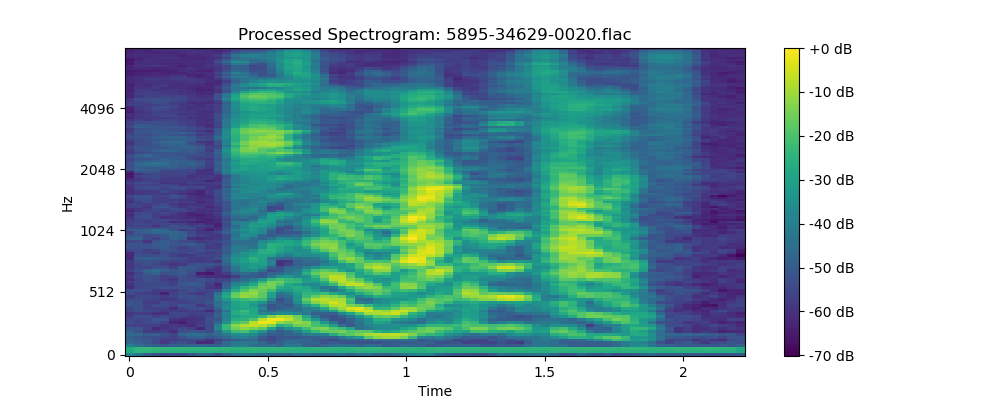 Processed Spectrogram: 5895-34629-0020.flac
+0 dB
-10 dB
-20 dB
-30 dB
-40 dB
-50 dB
-60 dB
-70 dB
4096
2048
1024
512
0
Hz
0
0.5
1
1.5
2
Time